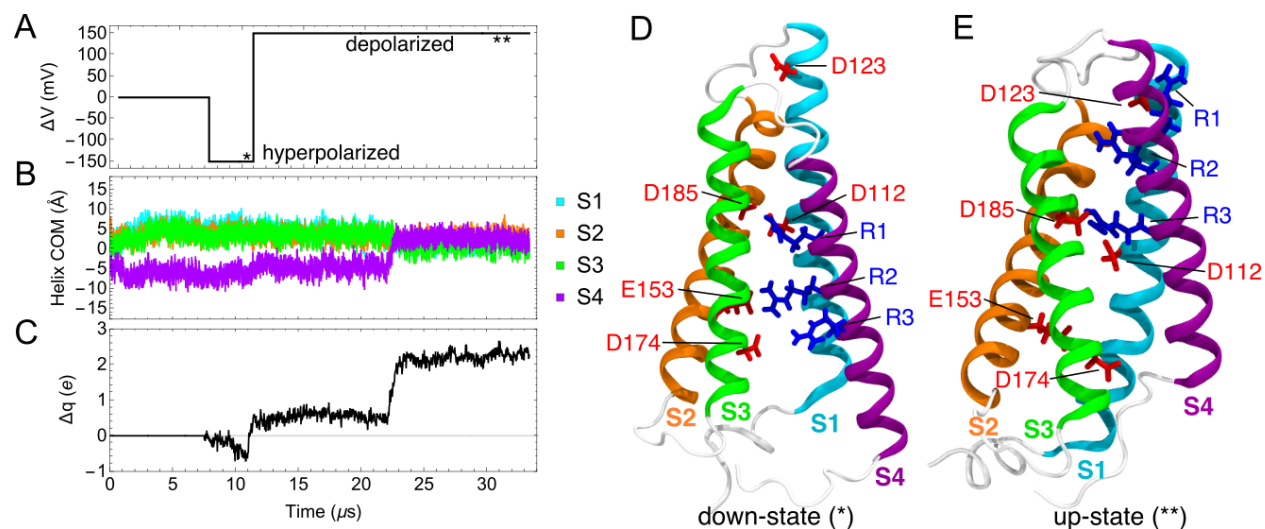 A
ΔV (mV)
150
100
50
0
-50
-100
-150
depolarized
**
*
hyperpolarized
B
Helix COM (Å)
10
5
0
-5
-10
S1
S2
S3
S4
C
Δq (e)
3
2
1
0
-1
0 5 10 15 20 25 30
Time (μs)
D
D123
D185
D112
R1
E153
R2
R3
D174
S2
S3
S1
S4
down-state (*)
E
D123
R1
R2
D185
R3
D112
E153
D174
S2
S3
S4
S1
up-state (**)